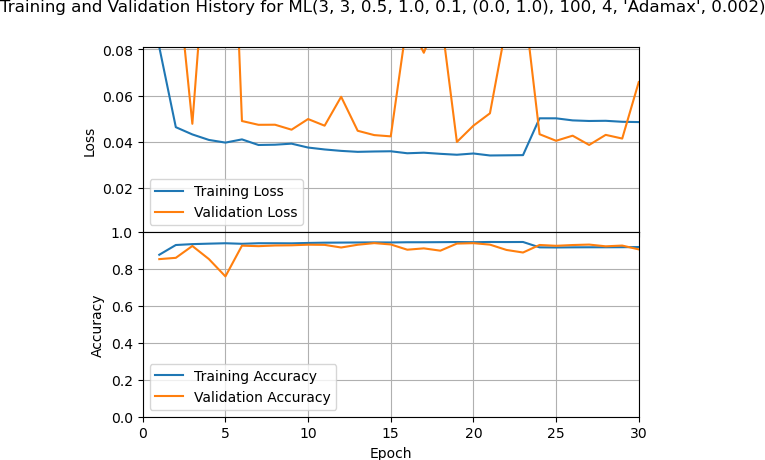 Training and Validation History for ML(3, 3, 0.5, 1.0, 0.1, (0.0, 1.0), 100, 4, 'Adamax', 0.002)
0.08
0.06
0.04
0.02
Loss
Training Loss
Validation Loss
1.0
0.8
0.6
0.4
0.2
0.0
Accuracy
Training Accuracy
Validation Accuracy
0 5 10 15 20 25 30
Epoch